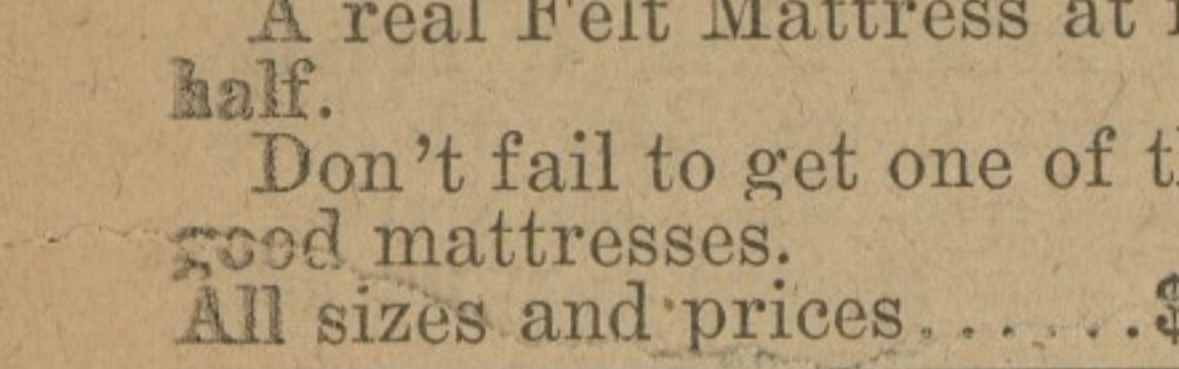 A real Felt Mattress at
half.
Don't fail to get one of
good mattresses.
All sizes and prices......$